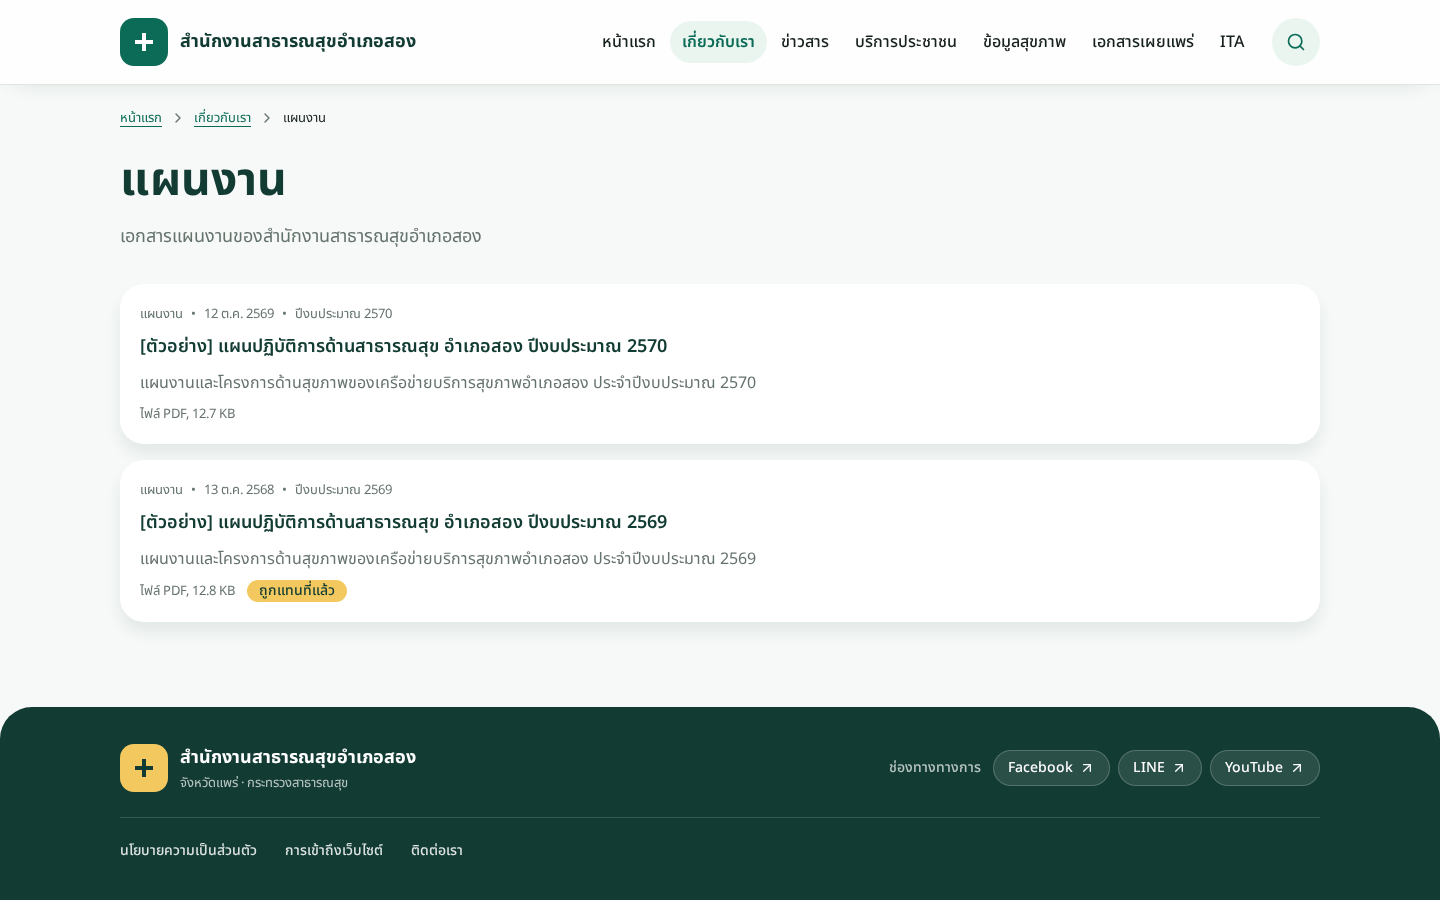 สำนักงานสาธารณสุขอำเภอสอง
หน้าแรก
เกี่ยวกับเรา
ข่าวสาร
บริการประชาชน
ข้อมูลสุขภาพ
เอกสารเผยแพร่
ITA
หน้าแรก > เกี่ยวกับเรา > แผนงาน
แผนงาน
เอกสารแผนงานของสำนักงานสาธารณสุขอำเภอสอง
แผนงาน • 12 ต.ค. 2569 • ปีงบประมาณ 2570
[ตัวอย่าง] แผนปฏิบัติการด้านสาธารณสุข อำเภอสอง ปีงบประมาณ 2570
แผนงานและโครงการด้านสุขภาพของเครือข่ายบริการสุขภาพอำเภอสอง ประจำปีงบประมาณ 2570
ไฟล์ PDF, 12.7 KB
แผนงาน • 13 ต.ค. 2568 • ปีงบประมาณ 2569
[ตัวอย่าง] แผนปฏิบัติการด้านสาธารณสุข อำเภอสอง ปีงบประมาณ 2569
แผนงานและโครงการด้านสุขภาพของเครือข่ายบริการสุขภาพอำเภอสอง ประจำปีงบประมาณ 2569
ไฟล์ PDF, 12.8 KB ถูกแทนที่แล้ว
สำนักงานสาธารณสุขอำเภอสอง
จังหวัดแพร่ · กระทรวงสาธารณสุข
ช่องทางทางการ
Facebook
LINE
YouTube
นโยบายความเป็นส่วนตัว
การเข้าถึงเว็บไซต์
ติดต่อเรา